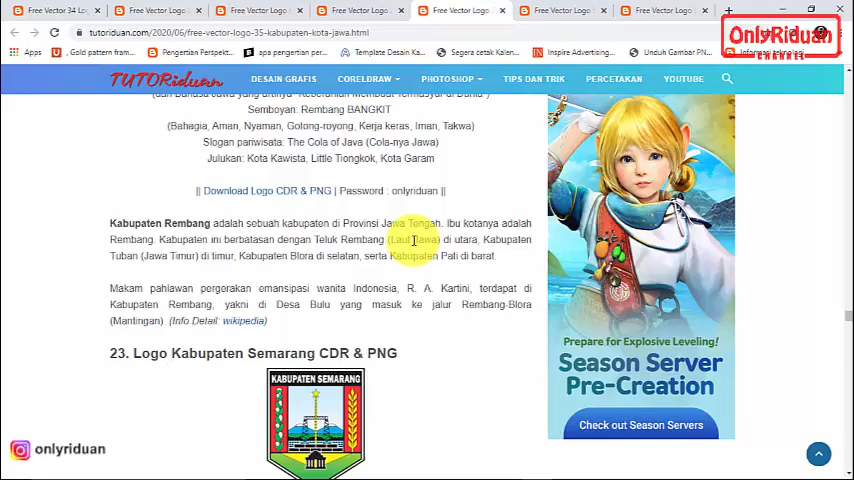 Free Vector 34 Log
Free Vector Logo
Free Vector Logo
Free Vector Logo
Free Vector Logo
Free Vector Logo
Free Vector Logo
tutoriduan.com/2020/06/free-vector-logo-35-kabupaten-kota-jawa.html
Apps
, Gold pattern fram...
Pengertian Perspekt...
apa pengertian per...
Template Desain Ka...
Segera cetak Kalen...
Inspire Advertising...
Unduh Gambar PN...
Informasi teknologi
OnlyRiduan
CHANNEL
TUTORiduan
DESAIN GRAFIS
CORELDRAW
PHOTOSHOP
TIPS DAN TRIK
PERCETAKAN
YOUTUBE
Semboyan: Rembang BANGKIT
(Bahagia, Aman, Nyaman, Gotong-royong, Kerja keras, Iman, Takwa)
Slogan pariwisata: The Cola of Java (Cola-nya Jawa)
Julukan: Kota Kawista, Little Tiongkok, Kota Garam
|| Download Logo CDR & PNG | Password : onlyriduan ||
Kabupaten Rembang adalah sebuah kabupaten di Provinsi Jawa Tengah. Ibu kotanya adalah
Rembang. Kabupaten ini berbatasan dengan Teluk Rembang (Laut Jawa) di utara, Kabupaten
Tuban (Jawa Timur) di timur, Kabupaten Blora di selatan, serta Kabupaten Pati di barat.
Makam pahlawan pergerakan emansipasi wanita Indonesia, R. A. Kartini, terdapat di
Kabupaten Rembang, yakni di Desa Bulu yang masuk ke jalur Rembang-Blora
(Mantingan). (Info Detail: wikipedia)
23. Logo Kabupaten Semarang CDR & PNG
KABUPATEN SEMARANG
Prepare for Explosive Leveling!
Season Server
Pre-Creation
Check out Season Servers
onlyriduan